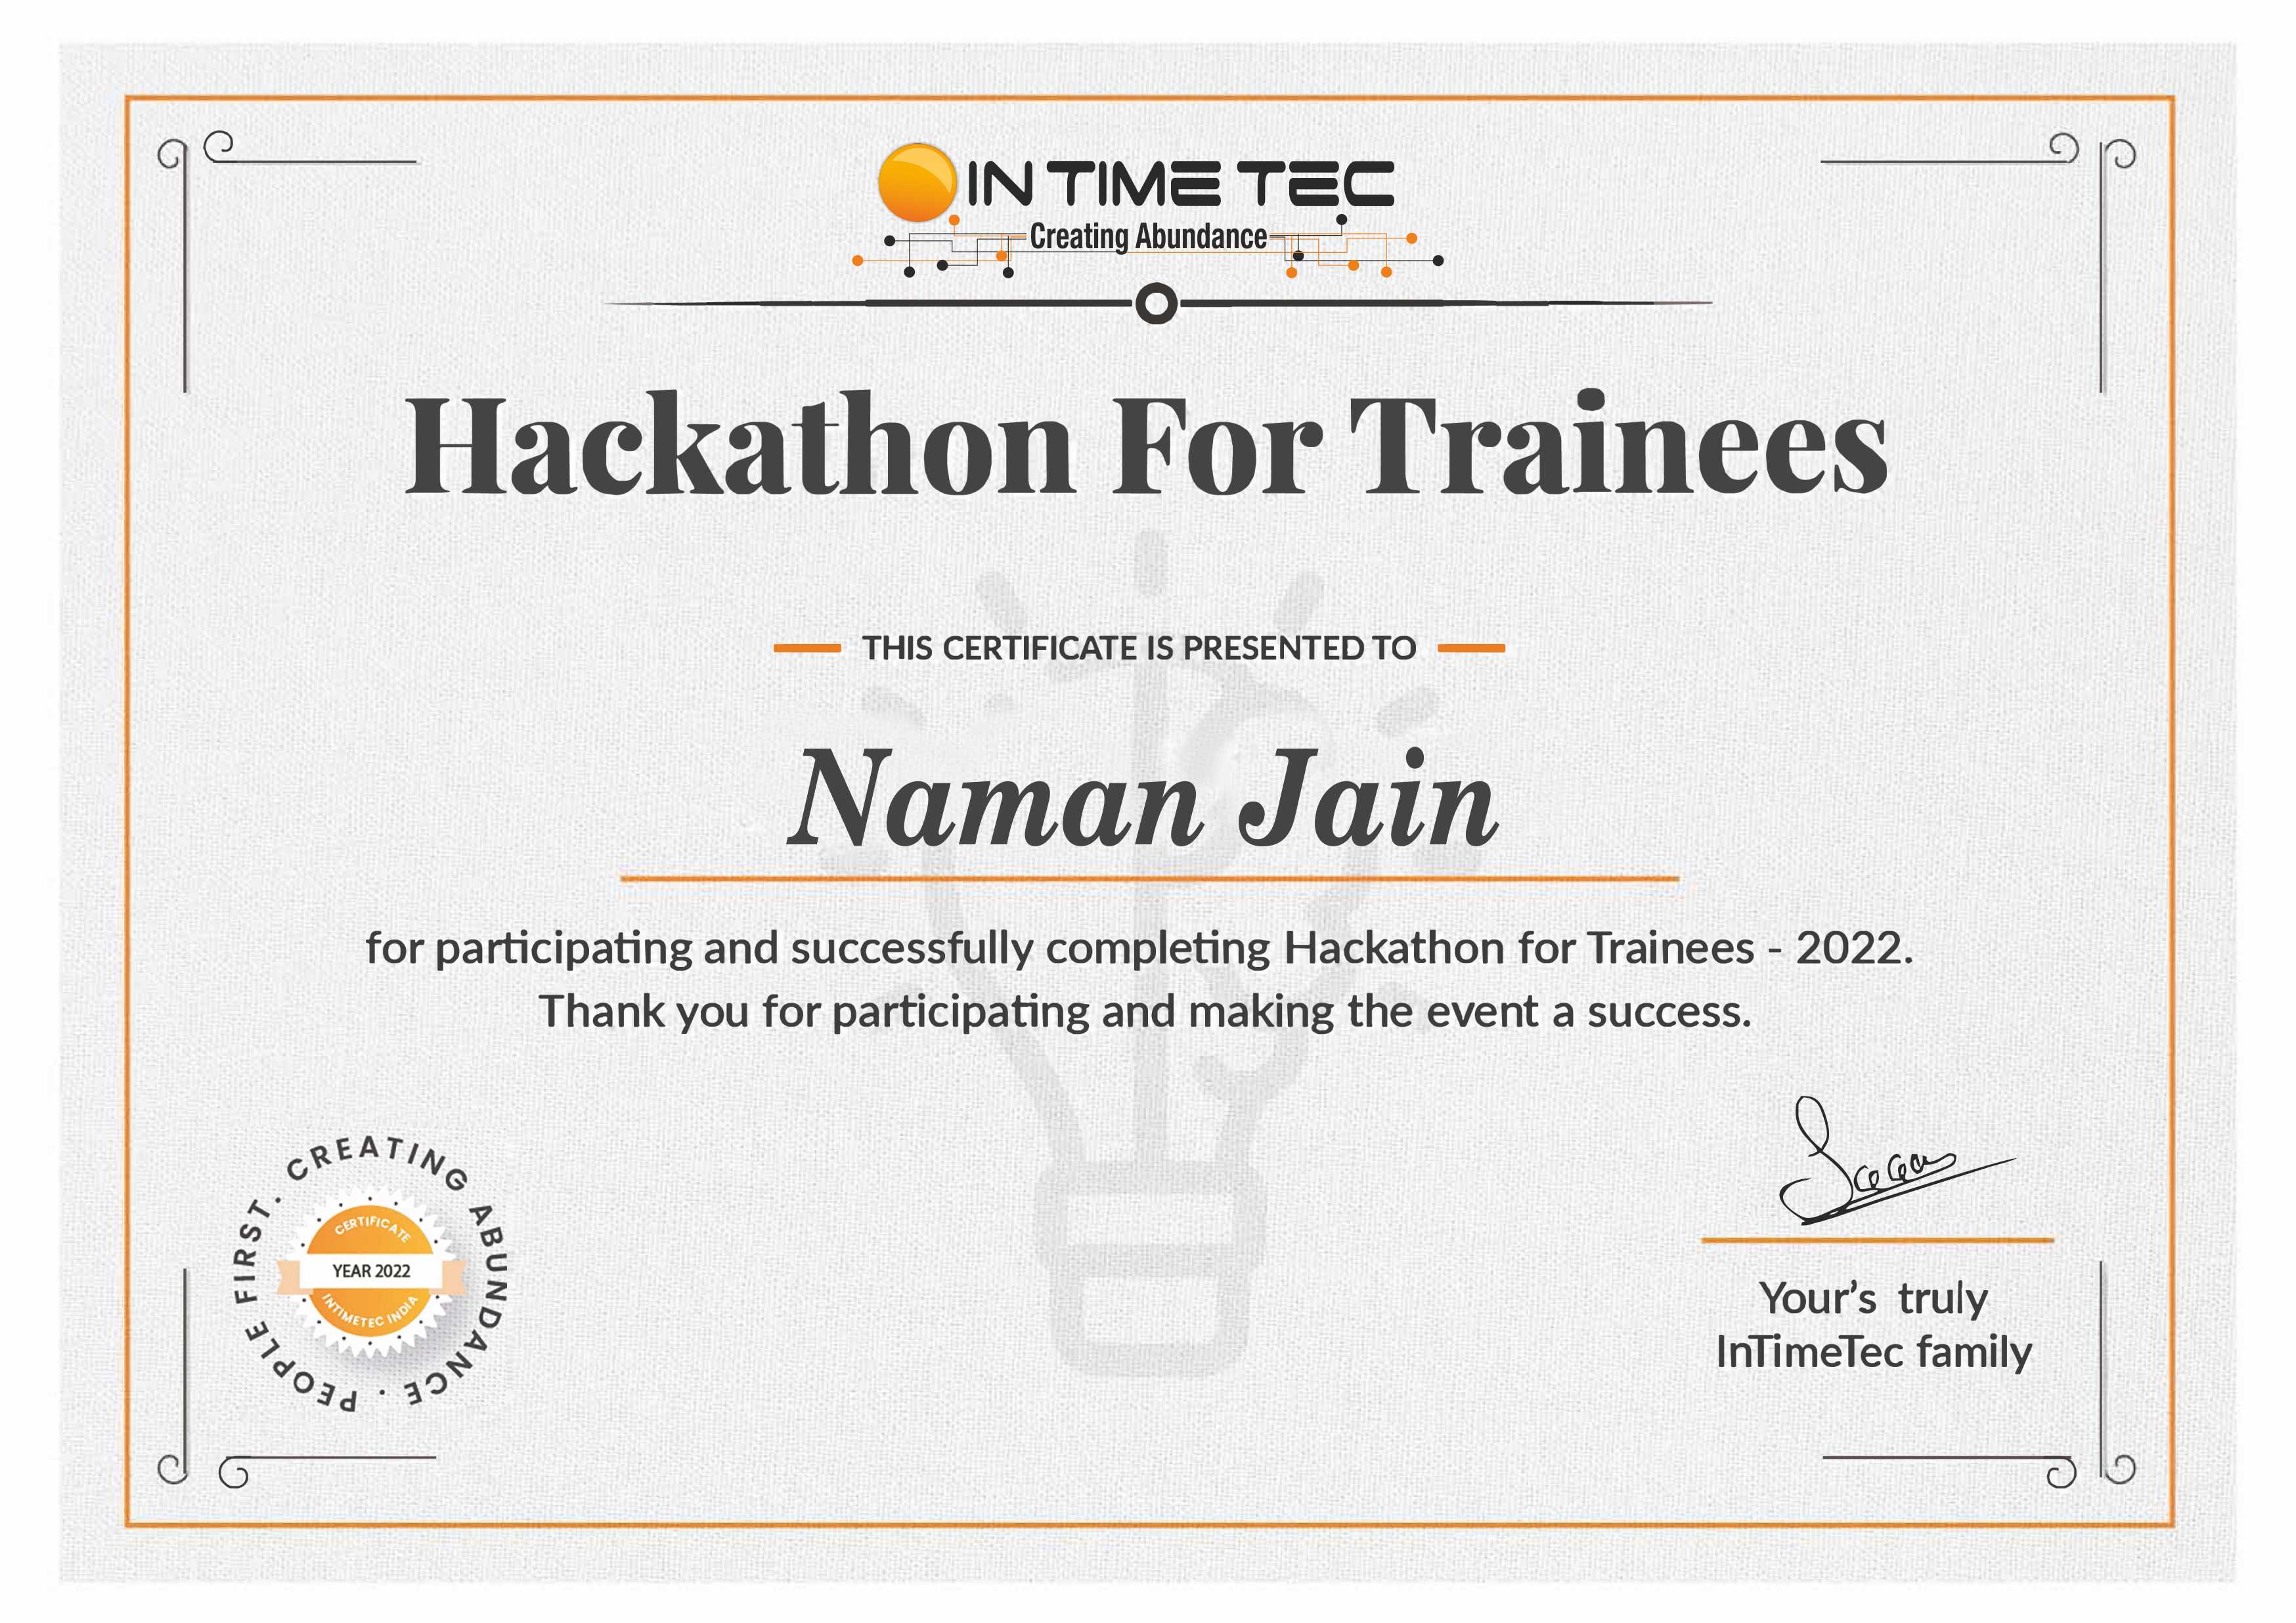 IN TIME TEC
Creating Abundance
Hackathon For Trainees
THIS CERTIFICATE IS PRESENTED TO
Naman Jain
for participating and successfully completing Hackathon for Trainees - 2022.
Thank you for participating and making the event a success.
PEOPLE FIRST. CREATING ABUNDANCE.
CERTIFICATE
YEAR 2022
INTIMETEC INDIA
Your's truly
InTimeTec family